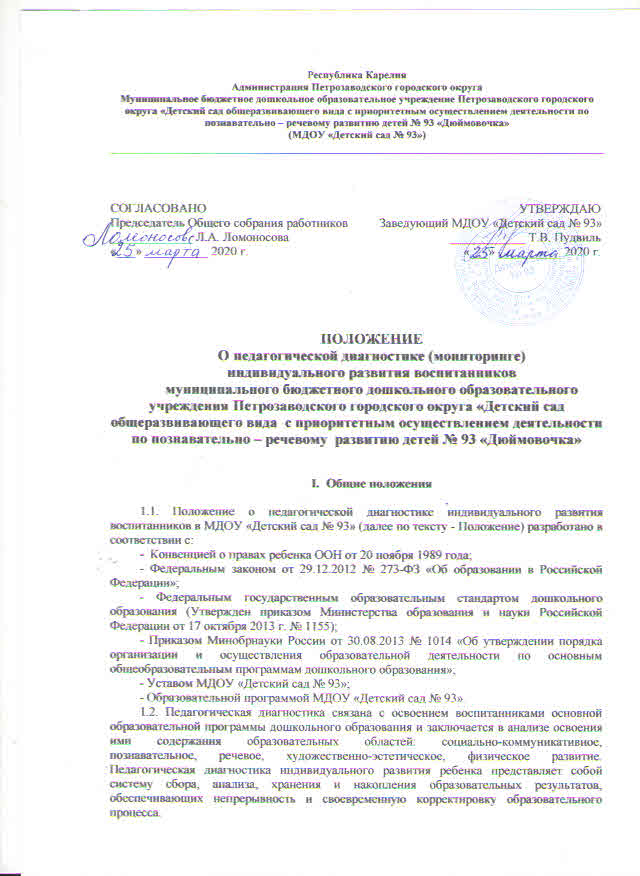 Республика Карелия
Администрация Петрозаводского городского округа
Муниципальное бюджетное дошкольное образовательное учреждение Петрозаводского городского
округа «Детский сад общеразвивающего вида с приоритетным осуществлением деятельности по
познавательно – речевому развитию детей № 93 «Дюймовочка»
(МДОУ «Детский сад № 93»)
СОГЛАСОВАНО УТВЕРЖДАЮ
Председатель Общего собрания работников Заведующий МДОУ «Детский сад № 93»
Ломоносова Л.А. Ломоносова Т.В. Пудвиль
«25» марта 2020 г. «25» марта 2020 г.
ПОЛОЖЕНИЕ
О педагогической диагностике (мониторинге)
индивидуального развития воспитанников
муниципального бюджетного дошкольного образовательного
учреждения Петрозаводского городского округа «Детский сад
общеразвивающего вида с приоритетным осуществлением деятельности
по познавательно – речевому развитию детей № 93 «Дюймовочка»
I. Общие положения
1.1. Положение о педагогической диагностике индивидуального развития
воспитанников в МДОУ «Детский сад № 93» (далее по тексту - Положение) разработано в
соответствии с:
- Конвенцией о правах ребенка ООН от 20 ноября 1989 года;
- Федеральным законом от 29.12.2012 № 273-ФЗ «Об образовании в Российской
Федерации»;
- Федеральным государственным образовательным стандартом дошкольного
образования (Утвержден приказом Министерства образования и науки Российской
Федерации от 17 октября 2013 г. № 1155);
- Приказом Минобрнауки России от 30.08.2013 № 1014 «Об утверждении порядка
организации и осуществления образовательной деятельности по основным
общеобразовательным программам дошкольного образования»;
- Уставом МДОУ «Детский сад № 93»;
- Образовательной программой МДОУ «Детский сад № 93»
1.2. Педагогическая диагностика связана с освоением воспитанниками основной
образовательной программы дошкольного образования и заключается в анализе освоения
ими содержания образовательных областей: социально-коммуникативное,
познавательное, речевое, художественно-эстетическое, физическое развитие.
Педагогическая диагностика индивидуального развития ребенка представляет собой
систему сбора, анализа, хранения и накопления образовательных результатов,
обеспечивающих непрерывность и своевременную корректировку образовательного
процесса.